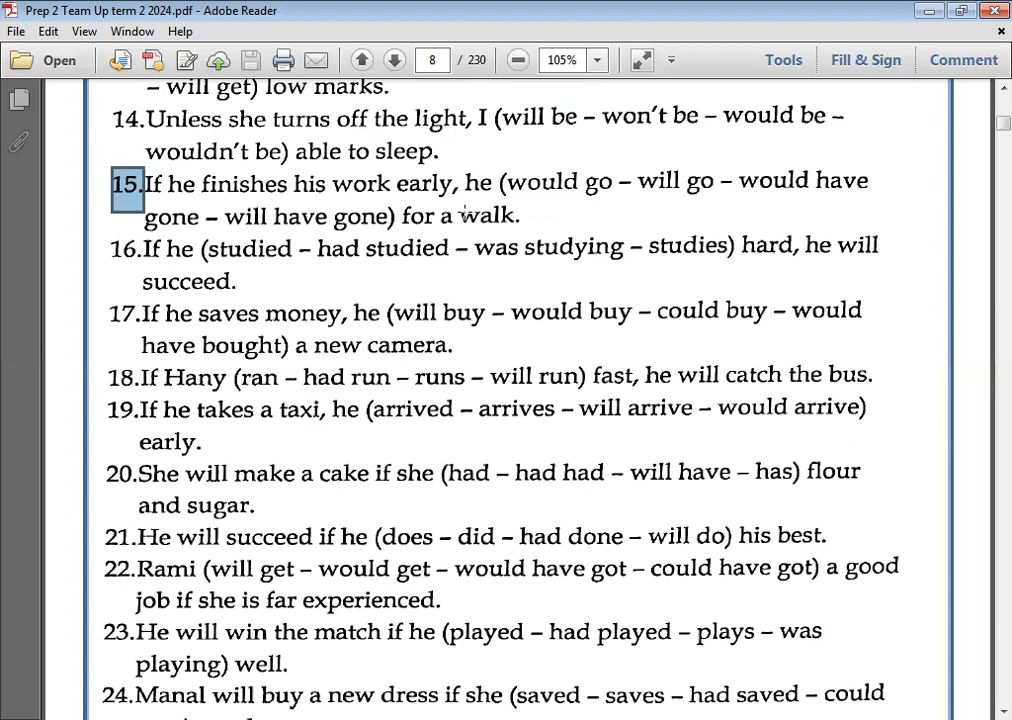 Prep 2 Team Up term 2 2024.pdf - Adobe Reader
File Edit View Window Help
Open 8 / 230 105% Tools Fill & Sign Comment
– will get) low marks.
14.Unless she turns off the light, I (will be – won't be – would be –
wouldn't be) able to sleep.
15.If he finishes his work early, he (would go – will go – would have
gone – will have gone) for a walk.
16.If he (studied – had studied – was studying – studies) hard, he will
succeed.
17.If he saves money, he (will buy – would buy – could buy – would
have bought) a new camera.
18.If Hany (ran – had run – runs – will run) fast, he will catch the bus.
19.If he takes a taxi, he (arrived – arrives – will arrive – would arrive)
early.
20.She will make a cake if she (had – had had – will have – has) flour
and sugar.
21.He will succeed if he (does – did – had done – will do) his best.
22.Rami (will get – would get – would have got – could have got) a good
job if she is far experienced.
23.He will win the match if he (played – had played – plays – was
playing) well.
24.Manal will buy a new dress if she (saved – saves – had saved – could